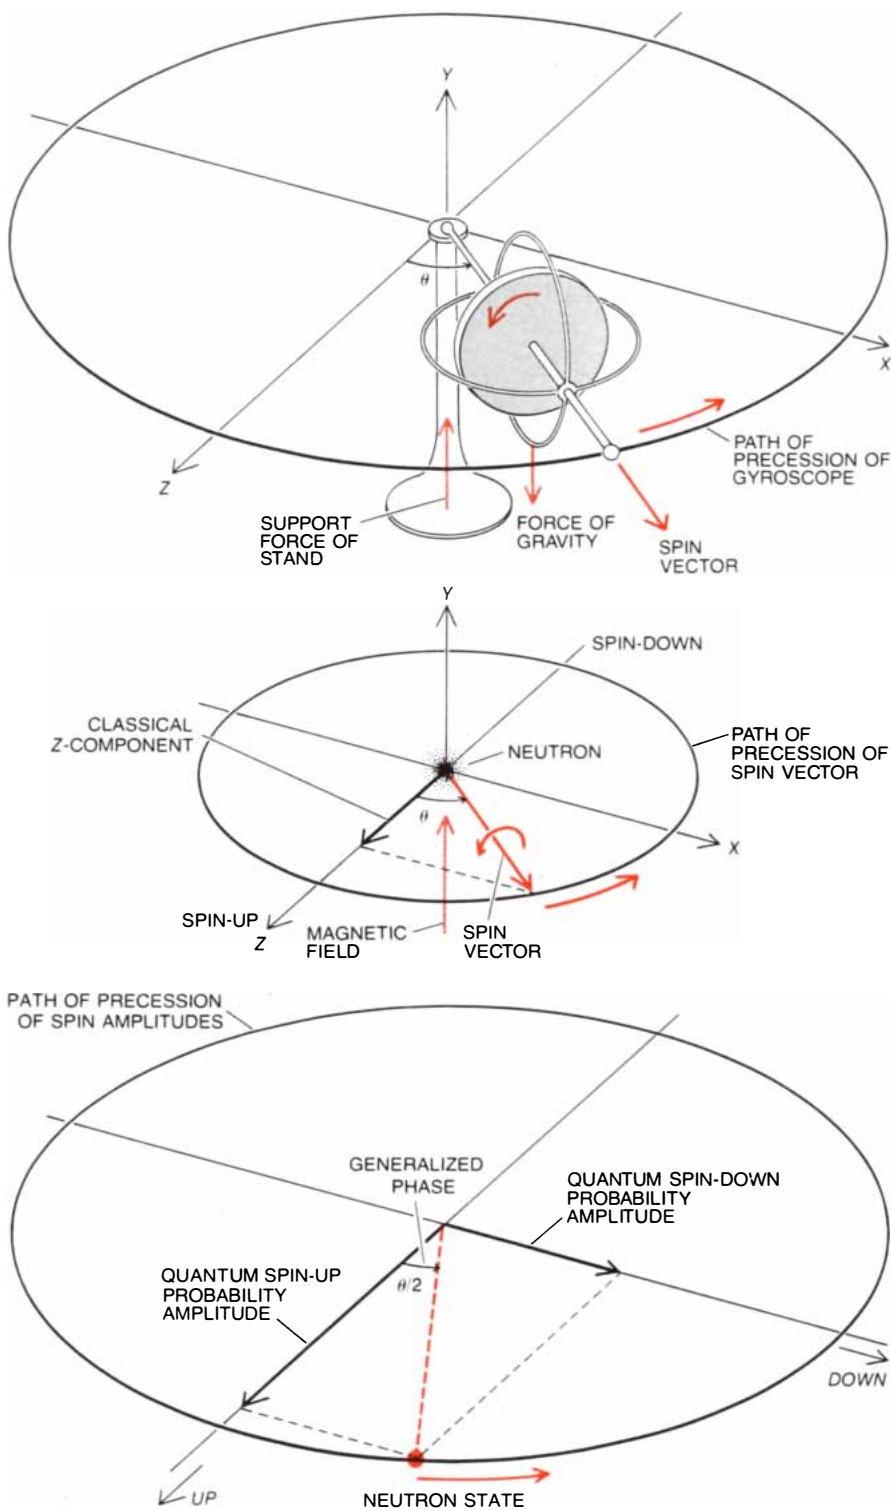 Y
θ
X
Z
PATH OF
PRECESSION OF
GYROSCOPE
SUPPORT
FORCE OF
STAND
FORCE OF
GRAVITY
SPIN
VECTOR
Y
SPIN-DOWN
CLASSICAL
Z-COMPONENT
NEUTRON
PATH OF
PRECESSION OF
SPIN VECTOR
θ
X
SPIN-UP
Z
MAGNETIC
FIELD
SPIN
VECTOR
PATH OF PRECESSION
OF SPIN AMPLITUDES
GENERALIZED
PHASE
QUANTUM SPIN-DOWN
PROBABILITY
AMPLITUDE
QUANTUM SPIN-UP
PROBABILITY
AMPLITUDE
θ/2
DOWN
UP
NEUTRON STATE